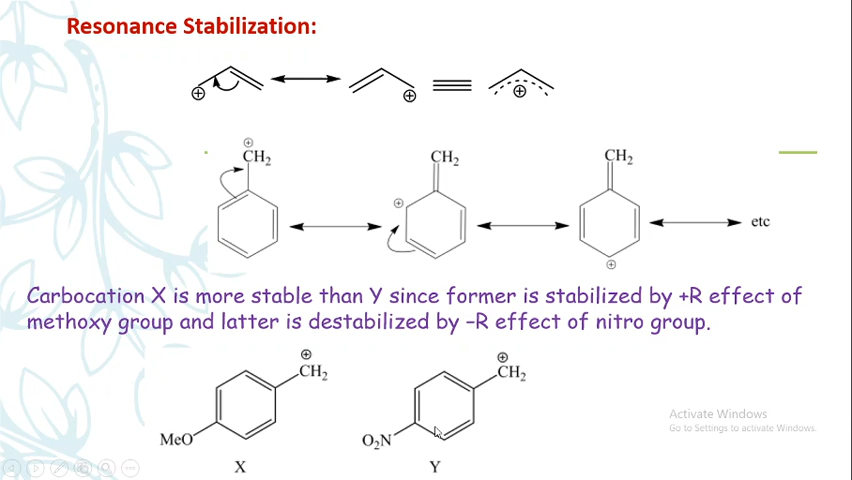 Resonance Stabilization:
⊕ ⊕ ⊕
⊕
CH₂ CH₂ CH₂
⊕ etc
⊕
Carbocation X is more stable than Y since former is stabilized by +R effect of
methoxy group and latter is destabilized by –R effect of nitro group.
⊕ ⊕
CH₂ CH₂
MeO O₂N
X Y
Activate Windows
Go to Settings to activate Windows.